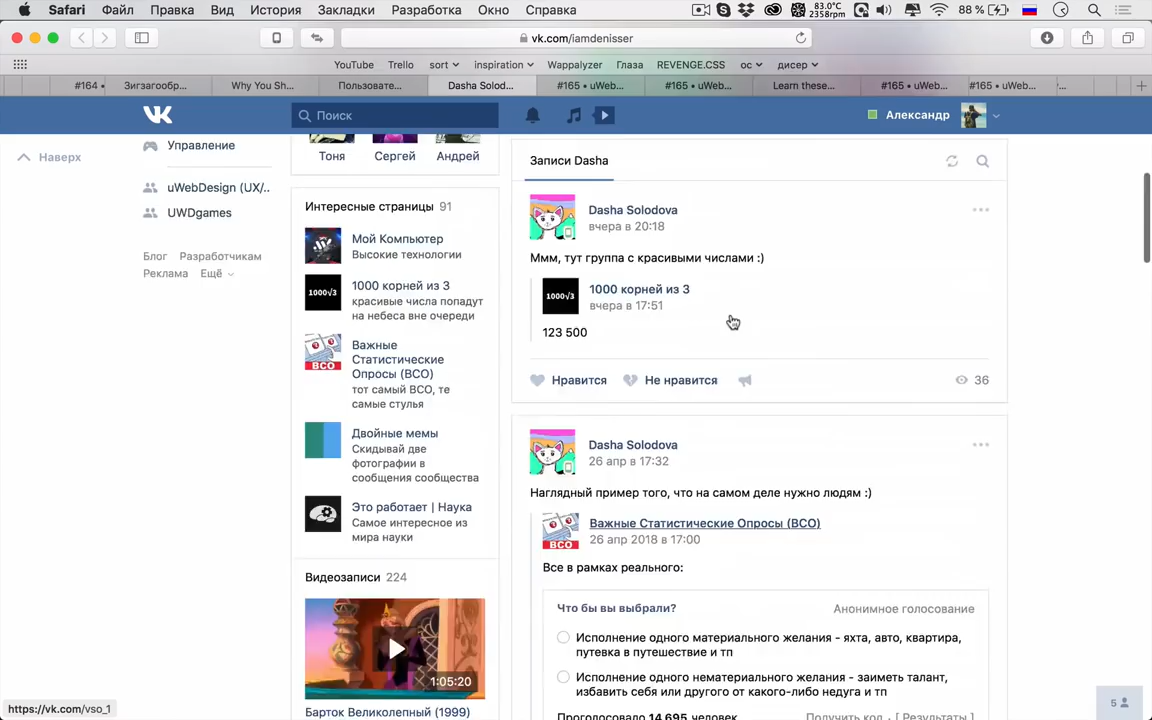 Safari Файл Правка Вид История Закладки Разработка Окно Справка 83.0°C 2358rpm 88 %
vk.com/iamdenisser
YouTube Trello sort inspiration Wappalyzer Глаза REVENGE.CSS ос дисер
#164 Зигзагообр... Why You Sh... Пользовате... Dasha Solod... #165 • uWeb... #165 • uWeb... Learn these... #165 • uWeb... #165 • uWeb...
Поиск
Александр
Наверх
Управление
uWebDesign (UX/..
UWDgames
Блог Разработчикам
Реклама Ещё
Тоня Сергей Андрей
Интересные страницы 91
Мой Компьютер
Высокие технологии
1000√3
1000 корней из 3
красивые числа попадут
на небеса вне очереди
ВСО
Важные
Статистические
Опросы (ВСО)
тот самый ВСО, те
самые стулья
Двойные мемы
Скидывай две
фотографии в
сообщения сообщества
Это работает | Наука
Самое интересное из
мира науки
Видеозаписи 224
1:05:20
Барток Великолепный (1999)
Записи Dasha
Dasha Solodova
вчера в 20:18
Ммм, тут группа с красивыми числами :)
1000√3
1000 корней из 3
вчера в 17:51
123 500
Нравится Не нравится 36
Dasha Solodova
26 апр в 17:32
Наглядный пример того, что на самом деле нужно людям :)
ВСО
Важные Статистические Опросы (ВСО)
26 апр 2018 в 17:00
Все в рамках реального:
Что бы вы выбрали? Анонимное голосование
Исполнение одного материального желания - яхта, авто, квартира,
путевка в путешествие и тп
Исполнение одного нематериального желания - заиметь талант,
избавить себя или другого от какого-либо недуга и тп
Проголосовало 14 695 человек Получить код [ Результаты ]
https://vk.com/vso_1
5